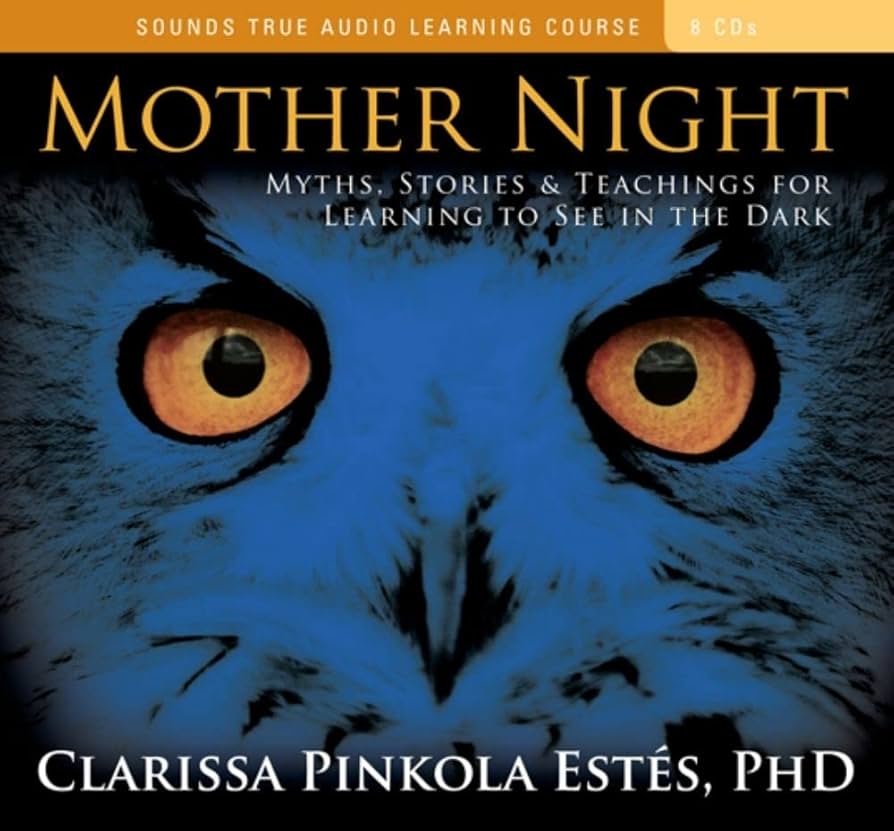 SOUNDS TRUE AUDIO LEARNING COURSE
8 CDs
MOTHER NIGHT
MYTHS, STORIES & TEACHINGS FOR
LEARNING TO SEE IN THE DARK
CLARISSA PINKOLA ESTÉS, PHD